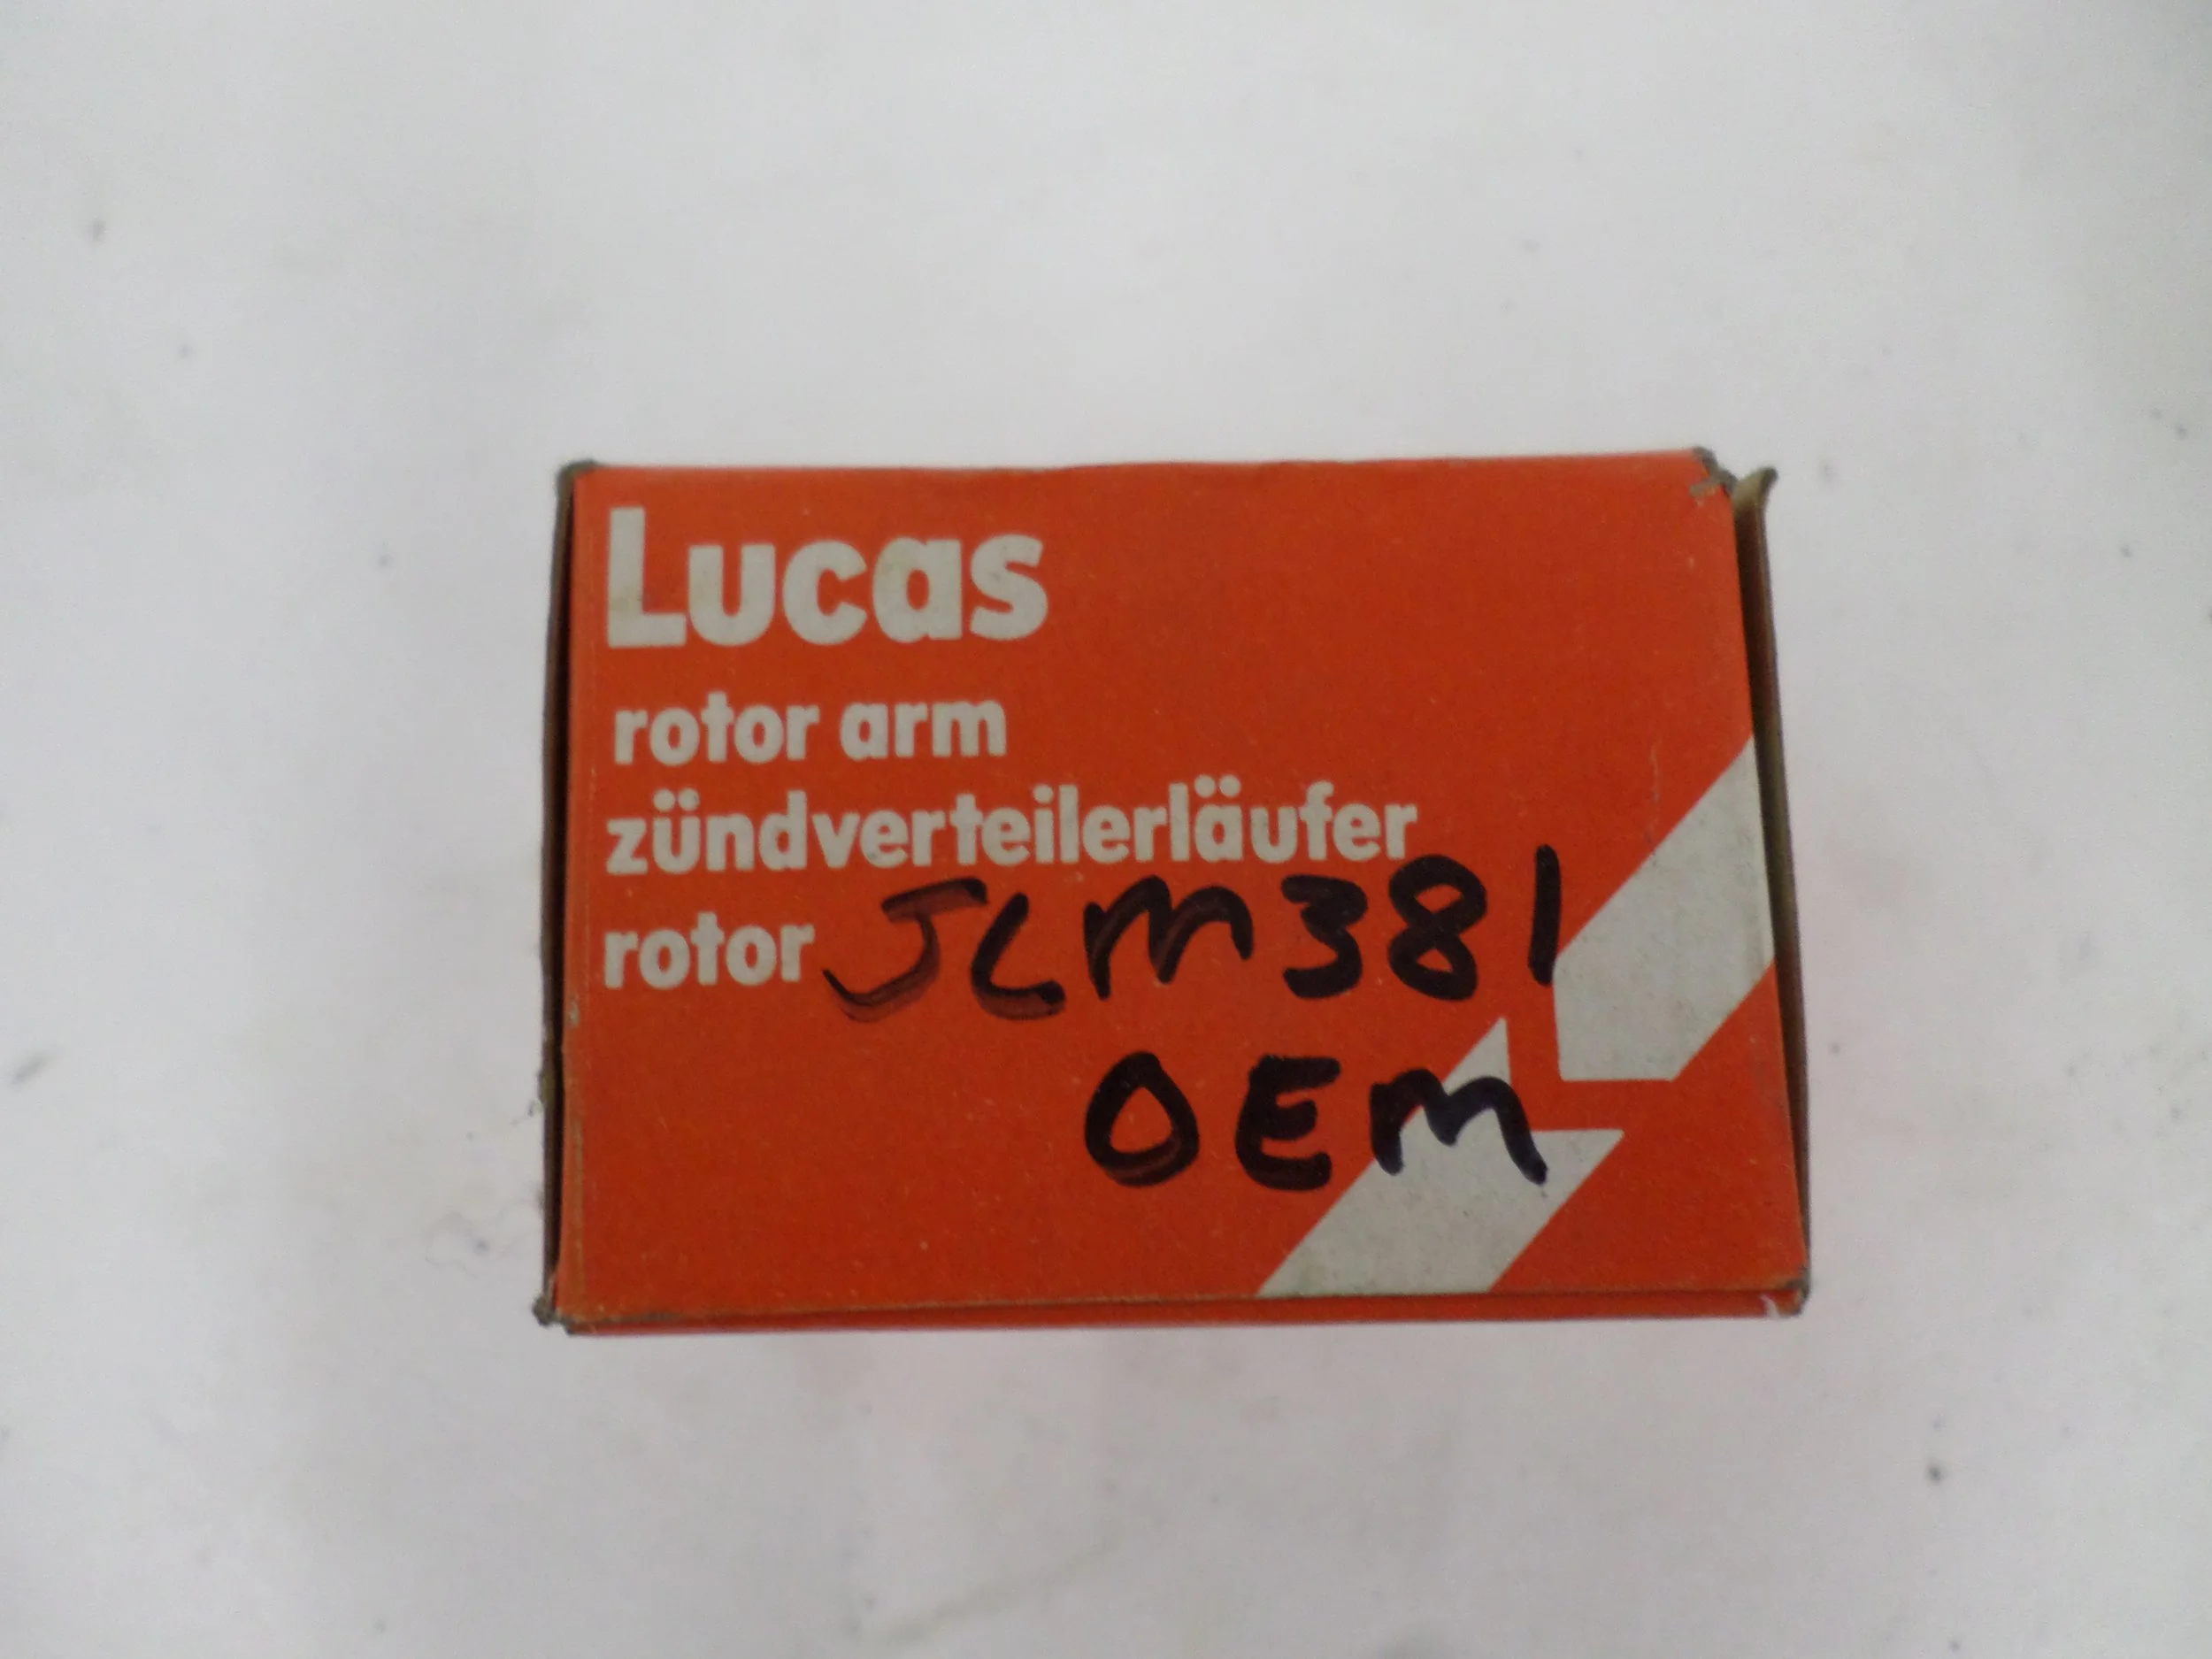 Lucas
rotor arm
zündverteilerläufer
rotor JLM381
OEM